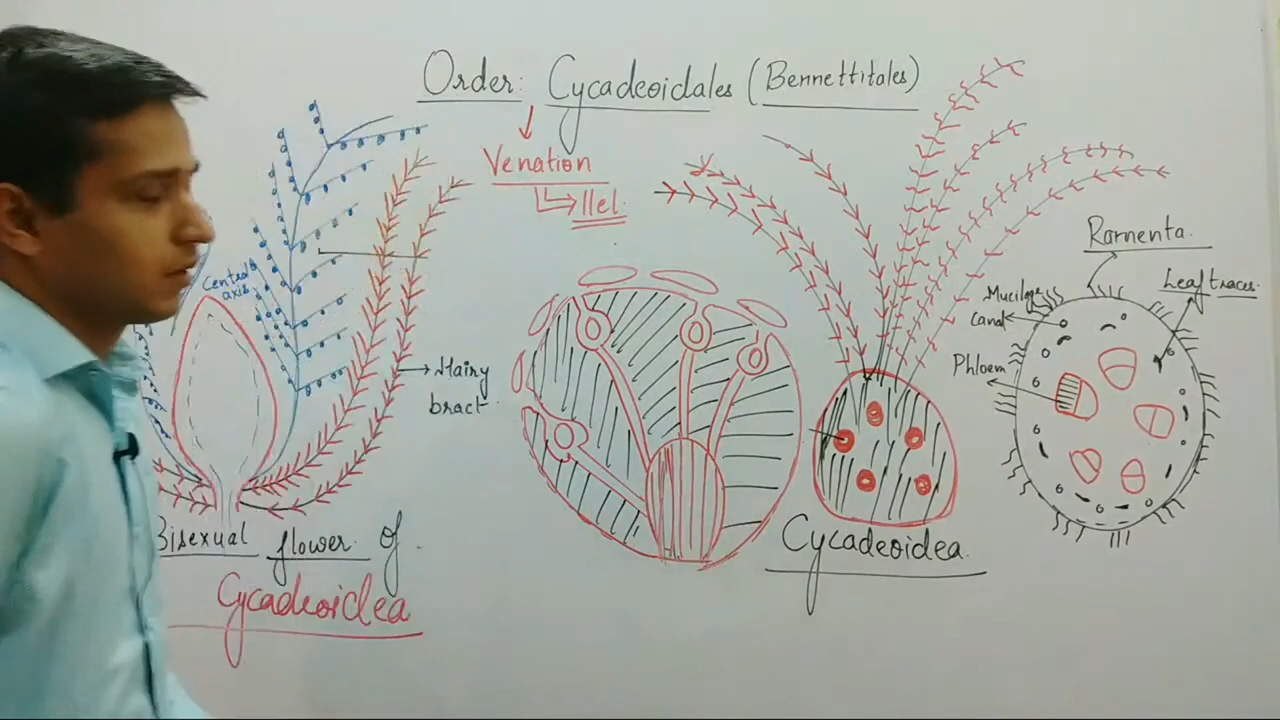 Order: Cycadeoidales (Bennettitales)
Venation
llel.
Ramenta.
Leaf traces.
Mucilage
canal
Phloem
Central
axis
Hairy
bract
Bisexual flower of
Cycadeoidea
Cycadeoidea.